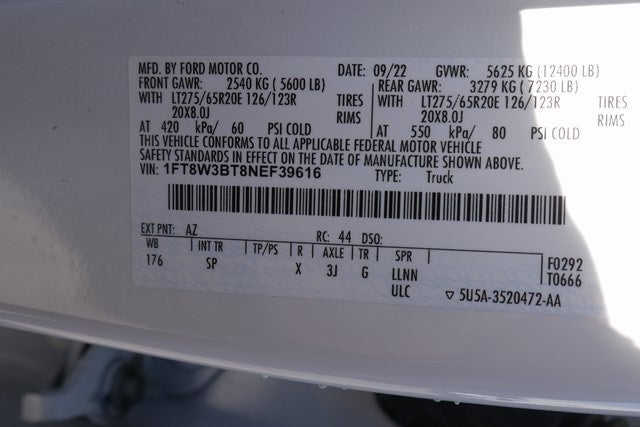 MFD. BY FORD MOTOR CO. DATE: 09/22 GVWR: 5625 KG (12400 LB)
FRONT GAWR: 2540 KG ( 5600 LB) REAR GAWR: 3279 KG ( 7230 LB)
WITH LT275/65R20E 126/123R TIRES WITH LT275/65R20E 126/123R TIRES
20X8.0J RIMS 20X8.0J RIMS
AT 420 kPa/ 60 PSI COLD AT 550 kPa/ 80 PSI COLD
THIS VEHICLE CONFORMS TO ALL APPLICABLE FEDERAL MOTOR VEHICLE
SAFETY STANDARDS IN EFFECT ON THE DATE OF MANUFACTURE SHOWN ABOVE.
VIN: 1FT8W3BT8NEF39616 TYPE: Truck
EXT PNT: AZ RC: 44 DSO:
WB INT TR TP/PS R AXLE TR SPR F0292
176 SP X 3J G LLNN T0666
ULC ▽ 5U5A-3520472-AA